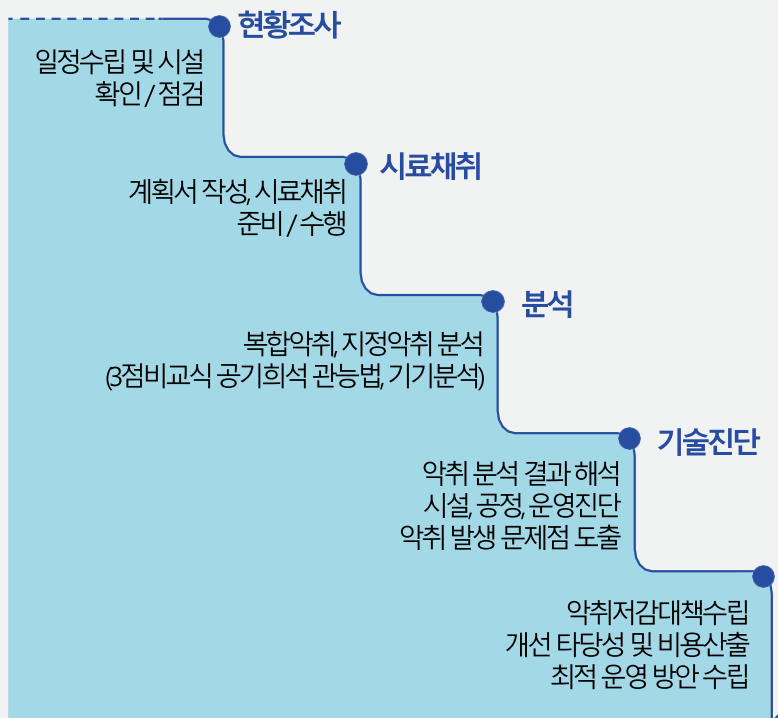 현황조사
일정수립 및 시설
확인 / 점검
시료채취
계획서 작성, 시료채취
준비 / 수행
분석
복합악취, 지정악취 분석
(3점비교식 공기희석 관능법, 기기분석)
기술진단
악취 분석 결과 해석
시설, 공정, 운영진단
악취 발생 문제점 도출
악취저감대책수립
개선 타당성 및 비용산출
최적 운영 방안 수립